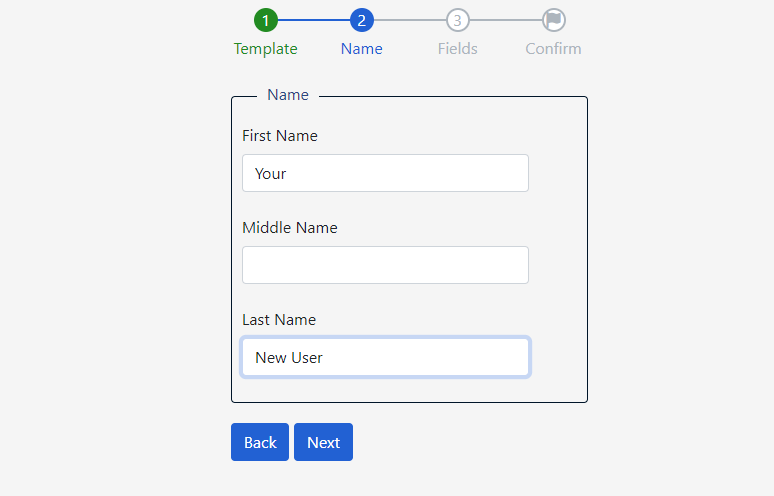 1 2 3
Template Name Fields Confirm
Name
First Name
Your
Middle Name
Last Name
New User
Back Next